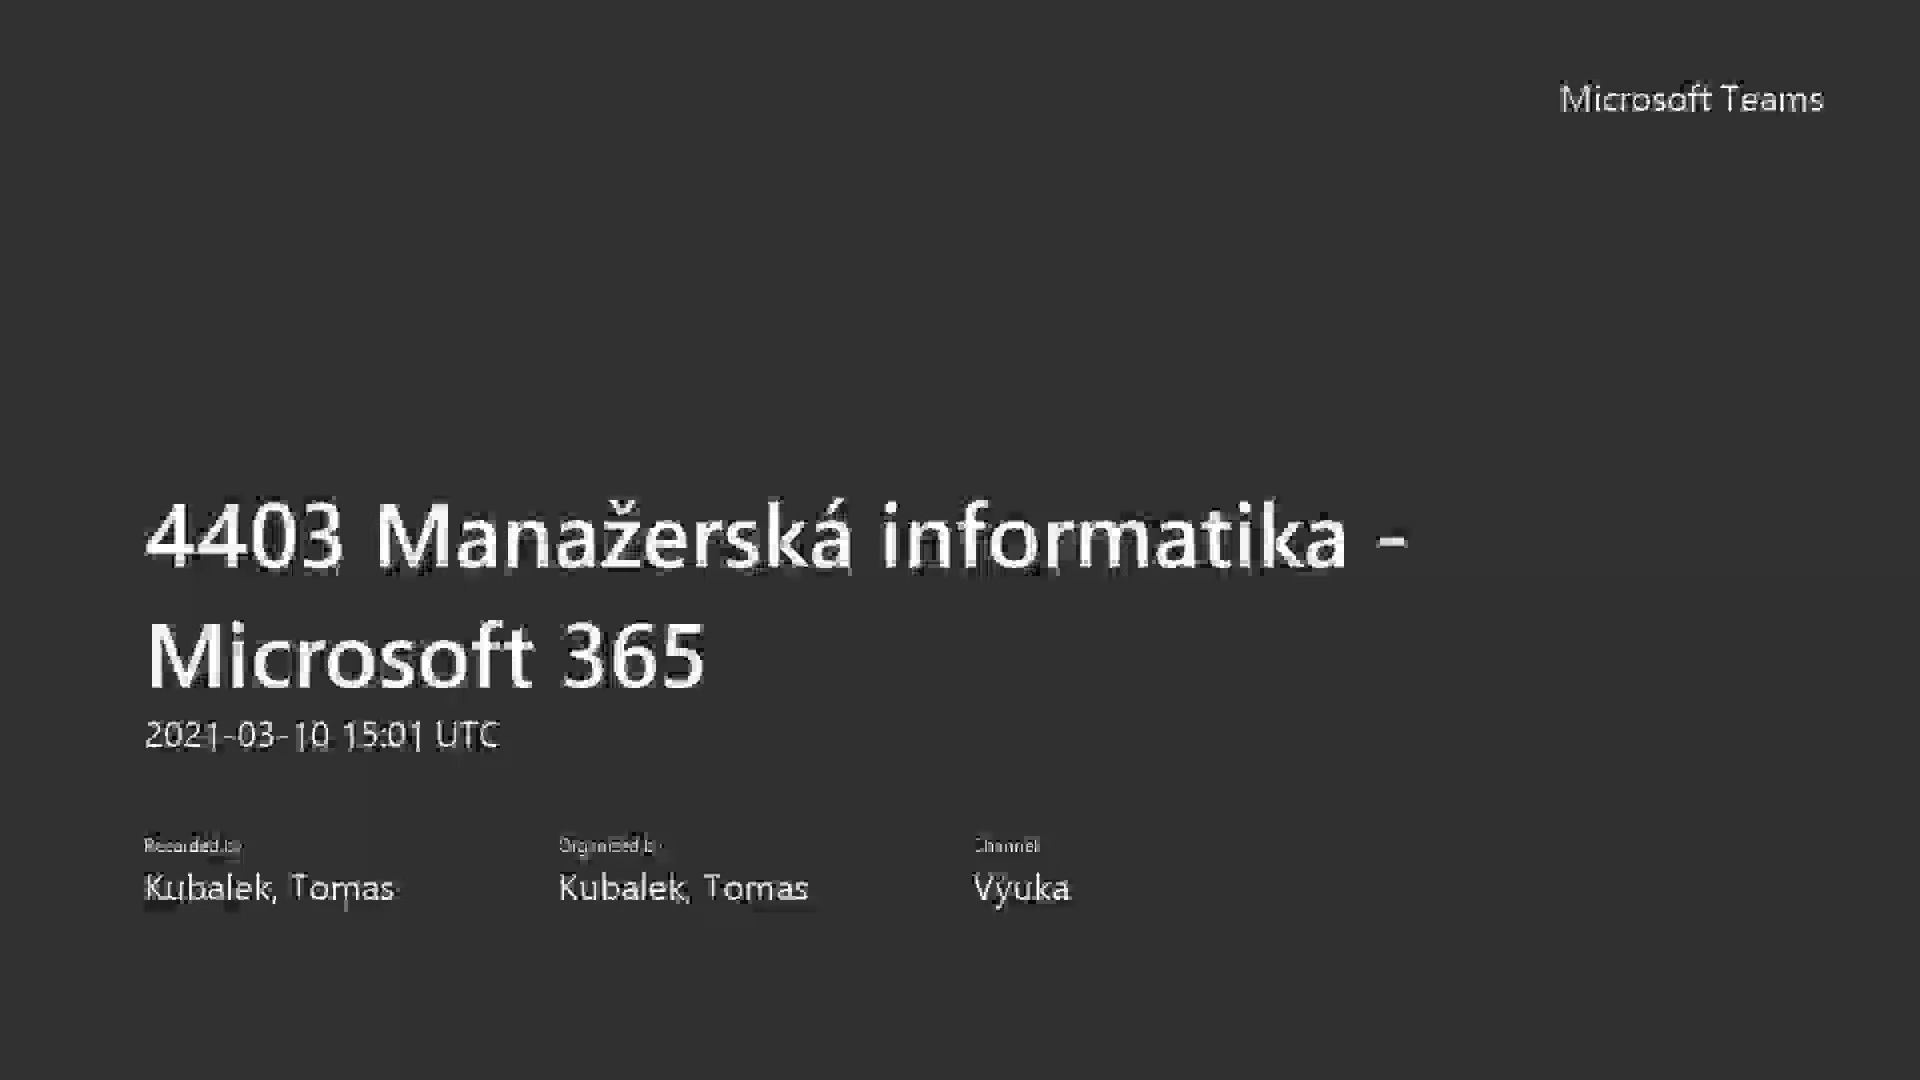 Microsoft Teams
4403 Manažerská informatika -
Microsoft 365
2021-03-10 15:01 UTC
Recorded by
Organized by
Channel
Kubalek, Tomas
Kubalek, Tomas
Výuka